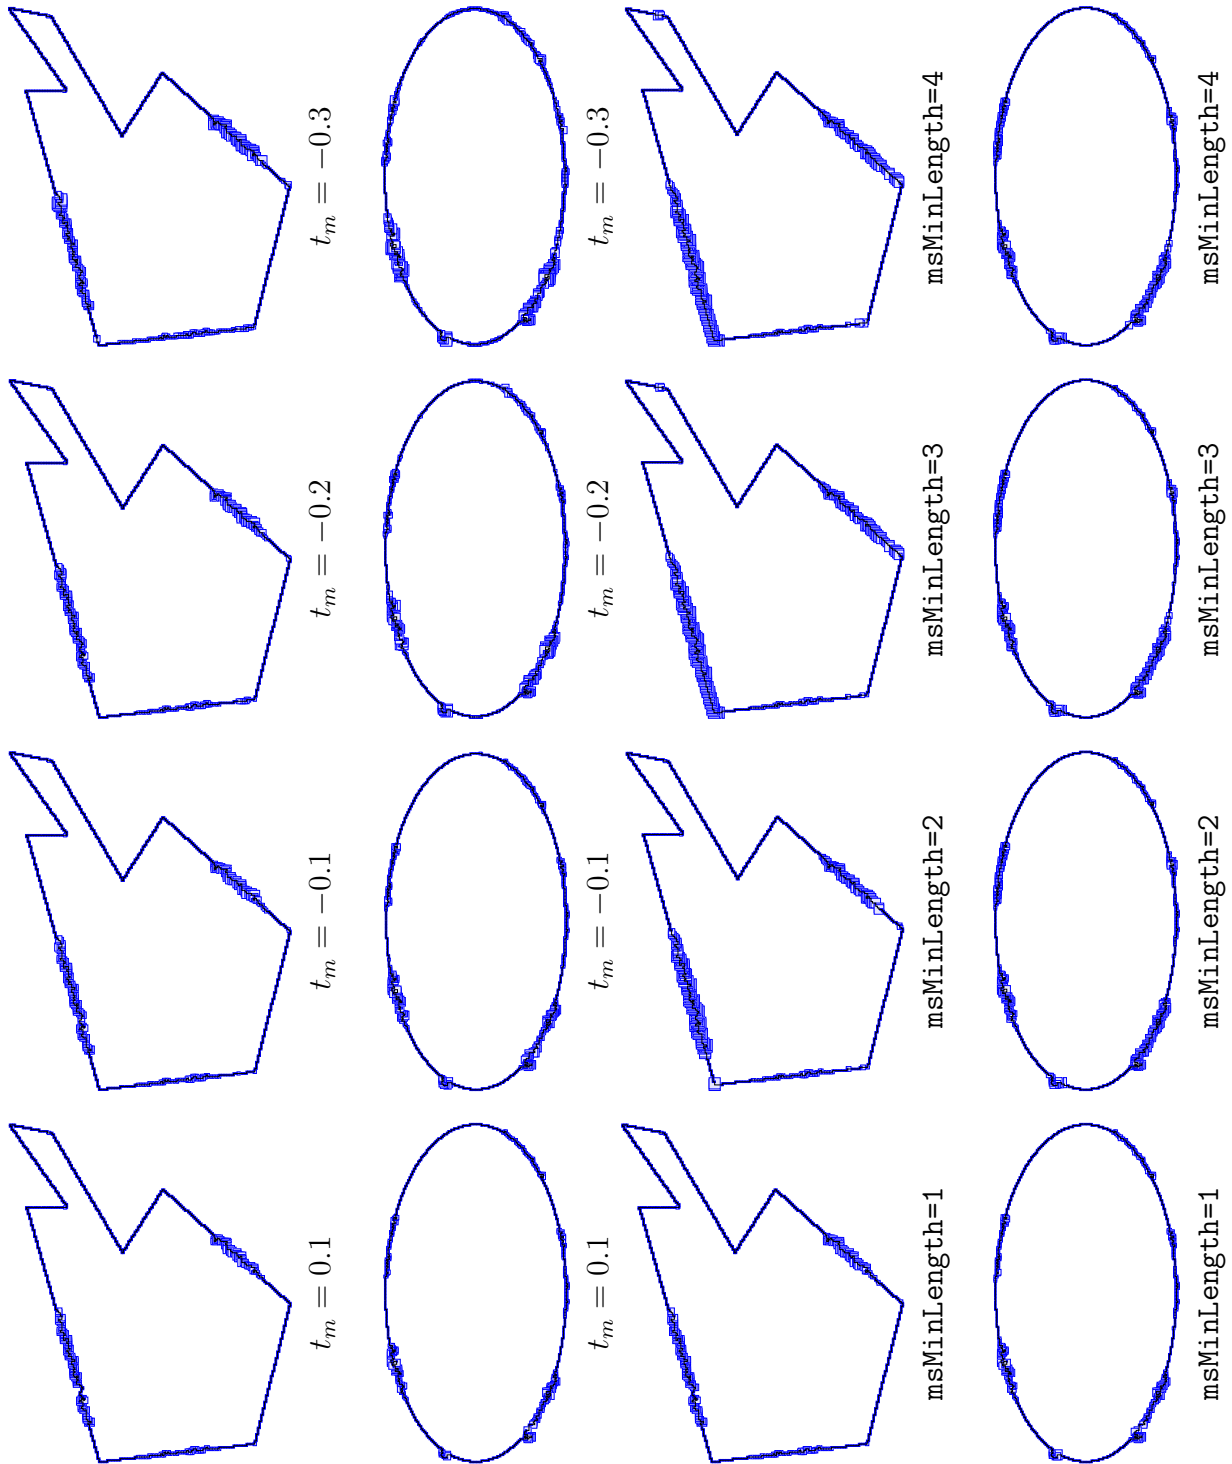 t_m = 0.1
t_m = −0.1
t_m = −0.2
t_m = −0.3
t_m = 0.1
t_m = −0.1
t_m = −0.2
t_m = −0.3
msMinLength=1
msMinLength=2
msMinLength=3
msMinLength=4
msMinLength=1
msMinLength=2
msMinLength=3
msMinLength=4